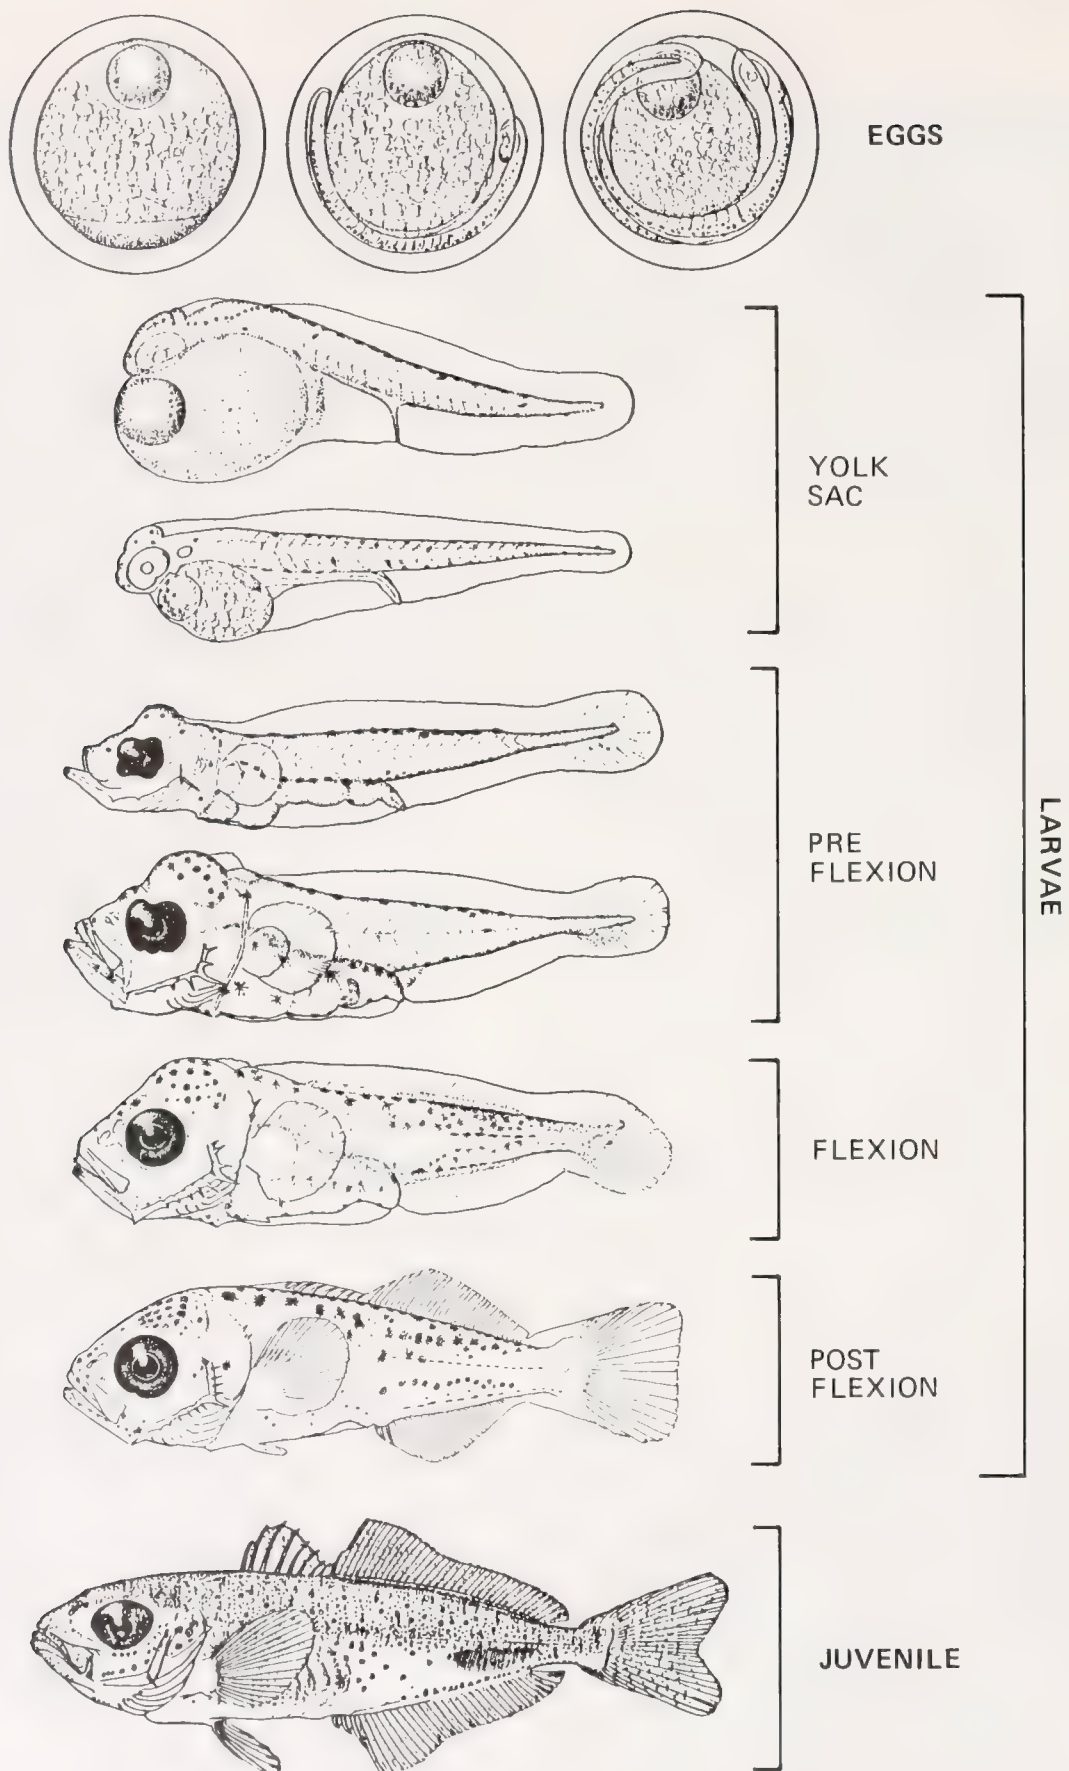 EGGS
YOLK
SAC
PRE
FLEXION
FLEXION
POST
FLEXION
LARVAE
JUVENILE